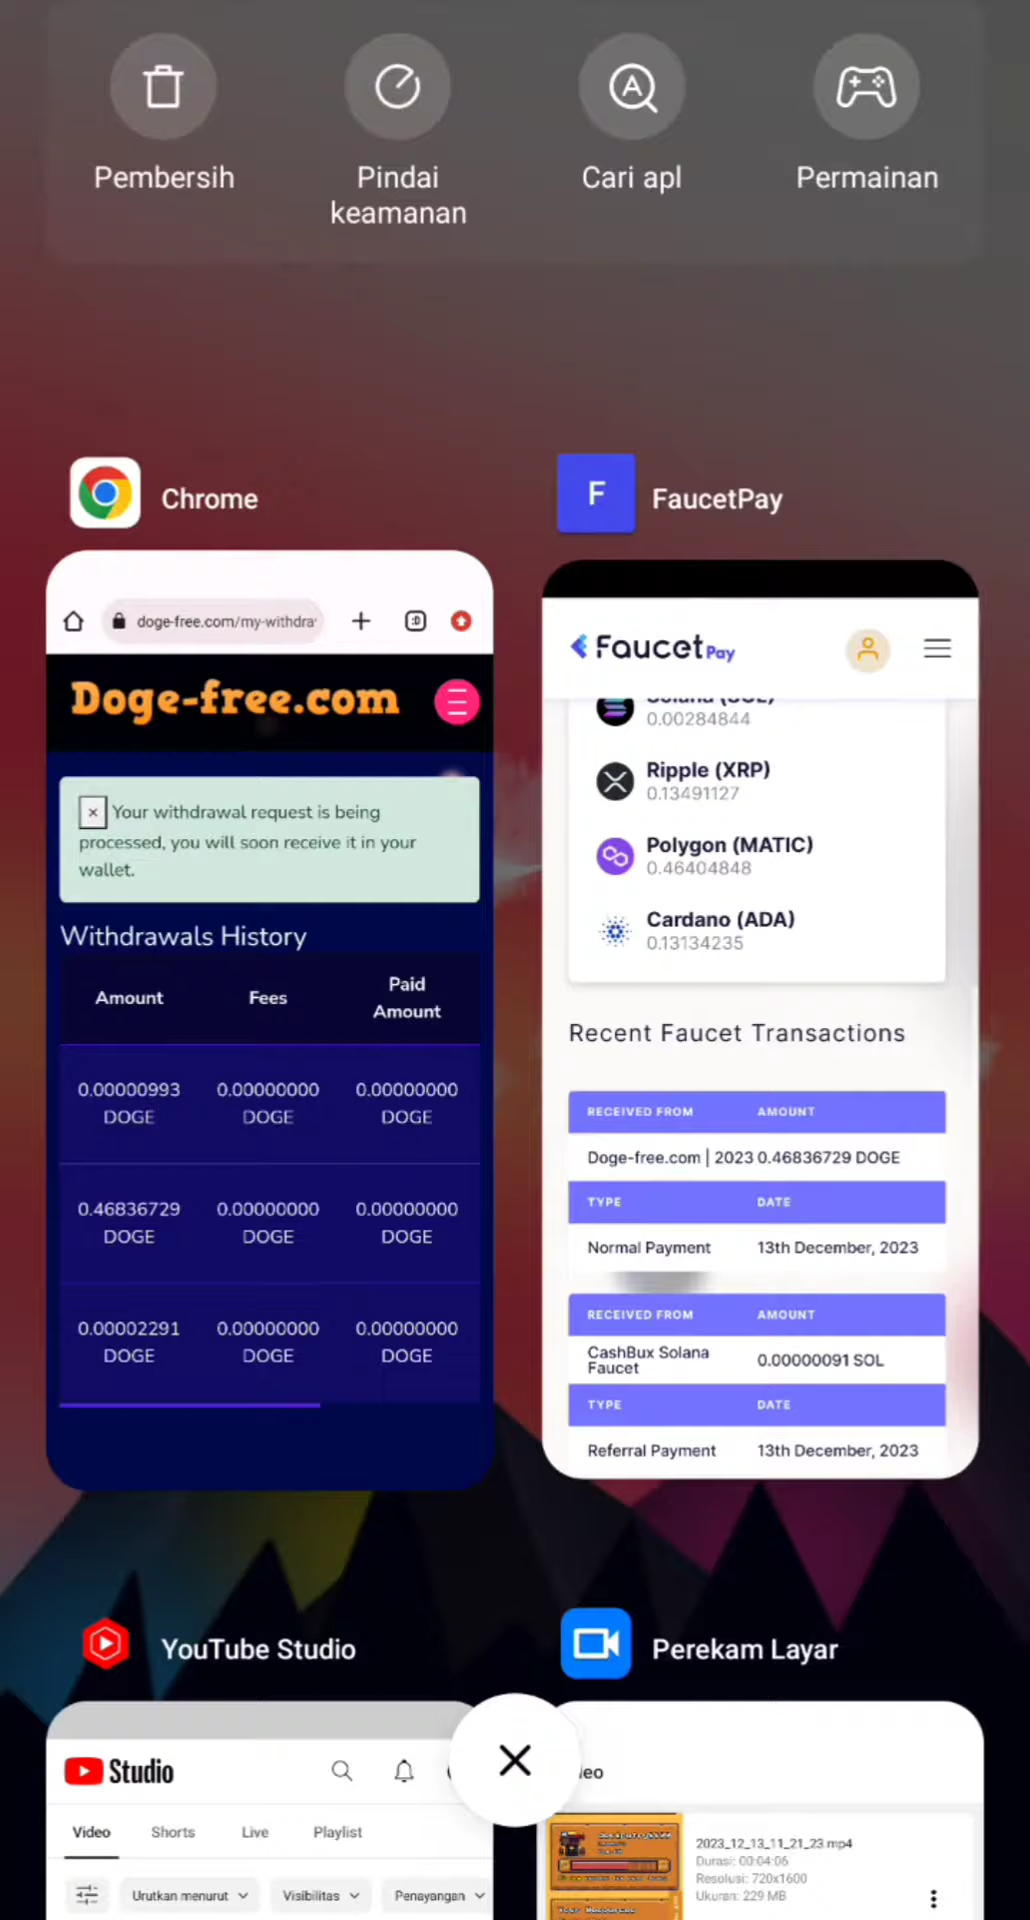 Pembersih
Pindai
keamanan
Cari apl
Permainan
Chrome
F
FaucetPay
doge-free.com/my-withdra
:D
Doge-free.com
× Your withdrawal request is being
processed, you will soon receive it in your
wallet.
Withdrawals History
Amount
Fees
Paid
Amount
0.00000993
DOGE
0.00000000
DOGE
0.00000000
DOGE
0.46836729
DOGE
0.00000000
DOGE
0.00000000
DOGE
0.00002291
DOGE
0.00000000
DOGE
0.00000000
DOGE
FaucetPay
Solana (SOL)
0.00284844
Ripple (XRP)
0.13491127
Polygon (MATIC)
0.46404848
Cardano (ADA)
0.13134235
Recent Faucet Transactions
RECEIVED FROM AMOUNT
Doge-free.com | 2023 0.46836729 DOGE
TYPE DATE
Normal Payment 13th December, 2023
RECEIVED FROM AMOUNT
CashBux Solana
Faucet
0.00000091 SOL
TYPE DATE
Referral Payment 13th December, 2023
YouTube Studio
Perekam Layar
Studio
Video Shorts Live Playlist
Urutkan menurut Visibilitas Penayangan
eo
2023_12_13_11_21_23.mp4
Durasi: 00:04:06
Resolusi: 720x1600
Ukuran: 229 MB